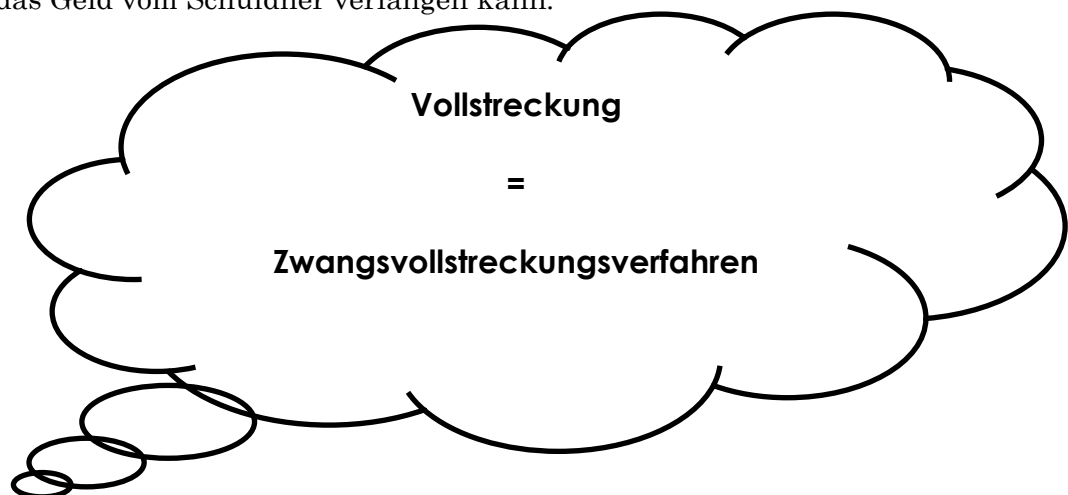 das Geld vom Schuldner verlangen kann.
Vollstreckung
=
Zwangsvollstreckungsverfahren